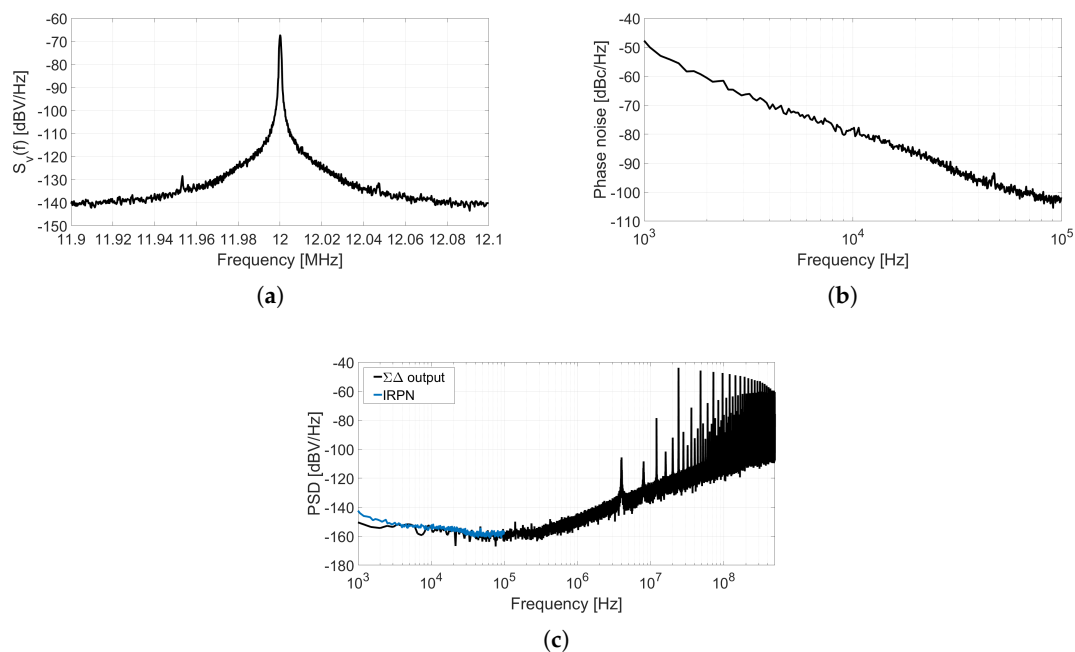 -60
-70
-80
-90
-100
-110
-120
-130
-140
-150
S_v(f) [dBV/Hz]
11.9 11.92 11.94 11.96 11.98 12 12.02 12.04 12.06 12.08 12.1
Frequency [MHz]
(a)
-40
-50
-60
-70
-80
-90
-100
-110
Phase noise [dBc/Hz]
10^3 10^4 10^5
Frequency [Hz]
(b)
-40
-60
-80
-100
-120
-140
-160
-180
PSD [dBV/Hz]
ΣΔ output
IRPN
10^3 10^4 10^5 10^6 10^7 10^8
Frequency [Hz]
(c)